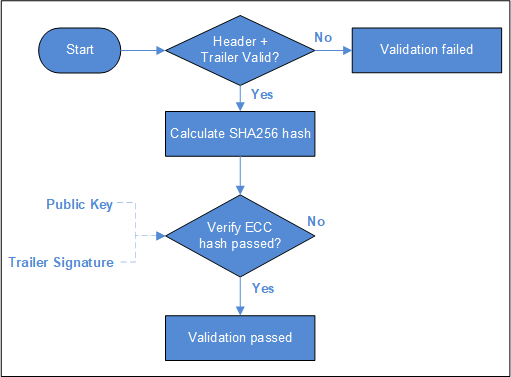 Start
Header +
Trailer Valid?
No
Validation failed
Yes
Calculate SHA256 hash
Public Key
Verify ECC
hash passed?
No
Trailer Signature
Yes
Validation passed